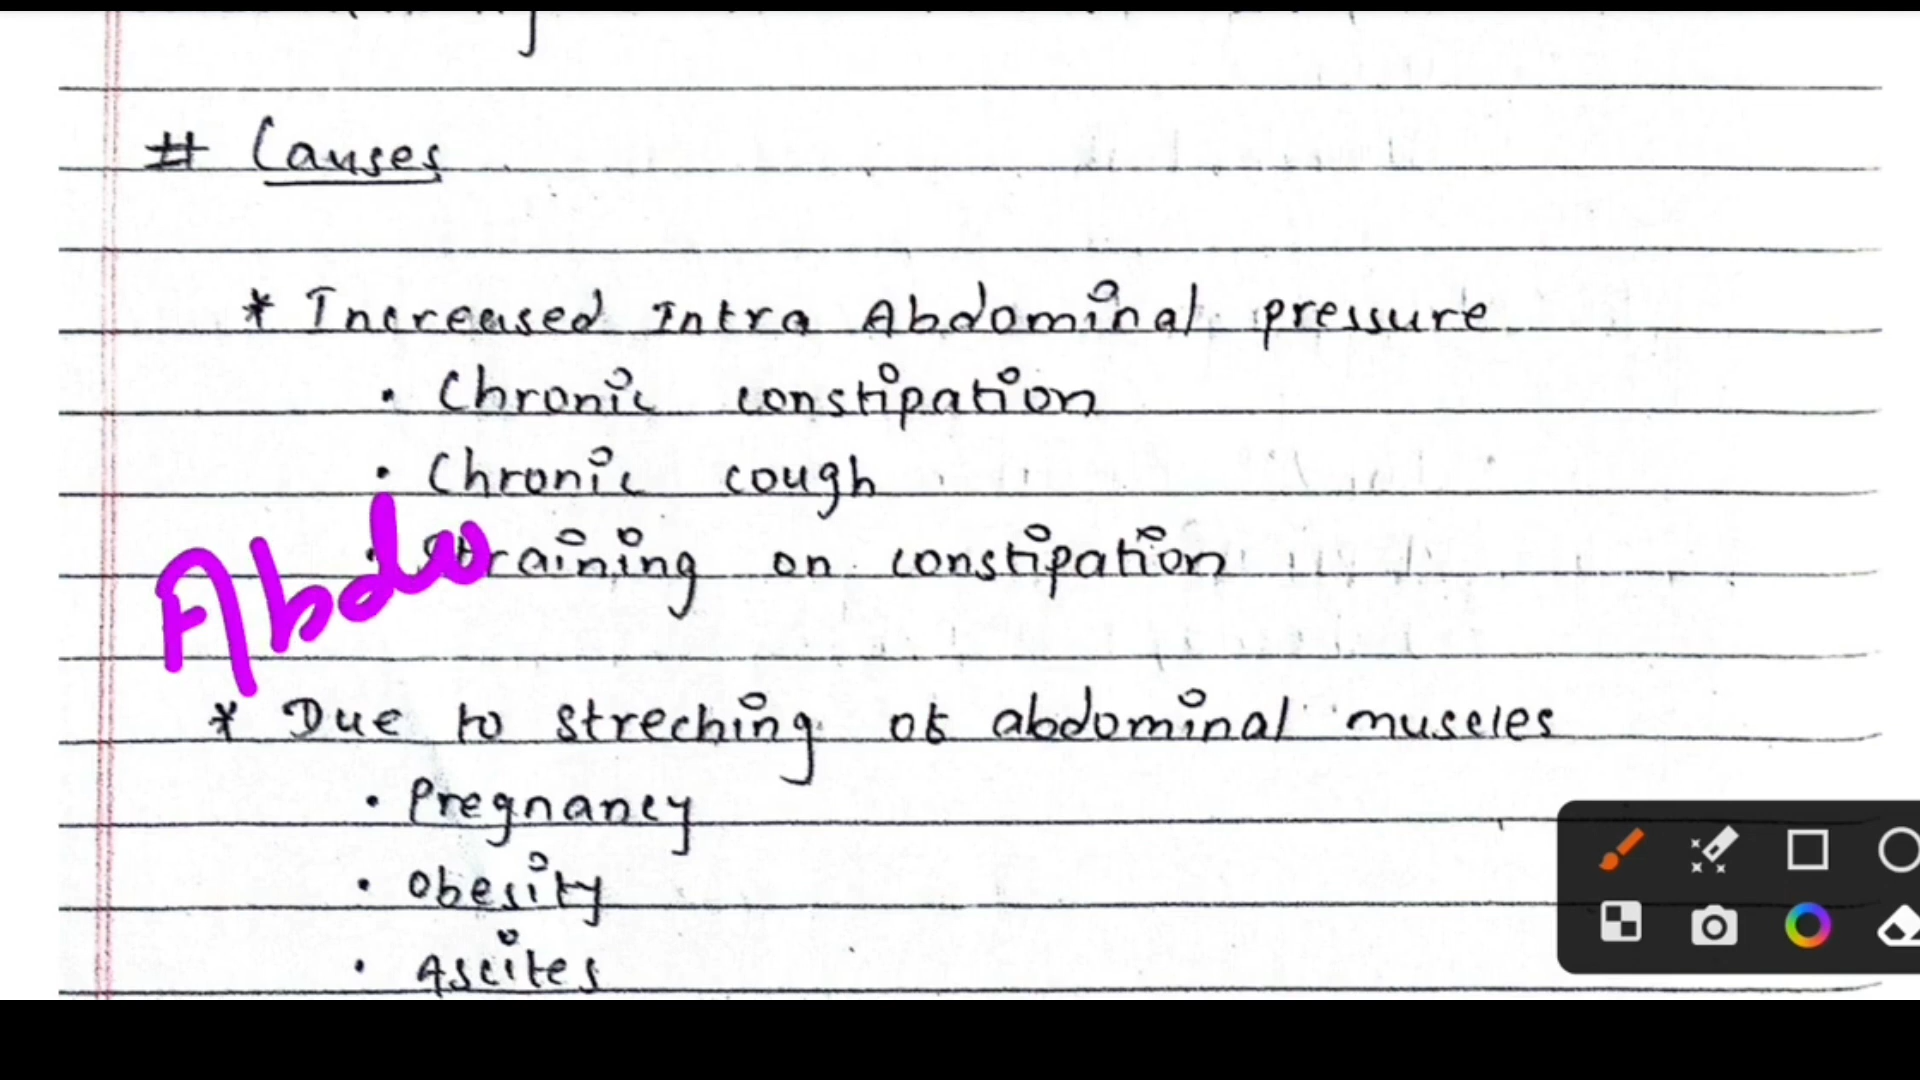 # Causes
* Increased Intra Abdominal pressure
• Chronic constipation
• Chronic cough
• Straining on constipation
Abdo
* Due to streching of abdominal muscles
• Pregnancy
• Obesity
• Ascites